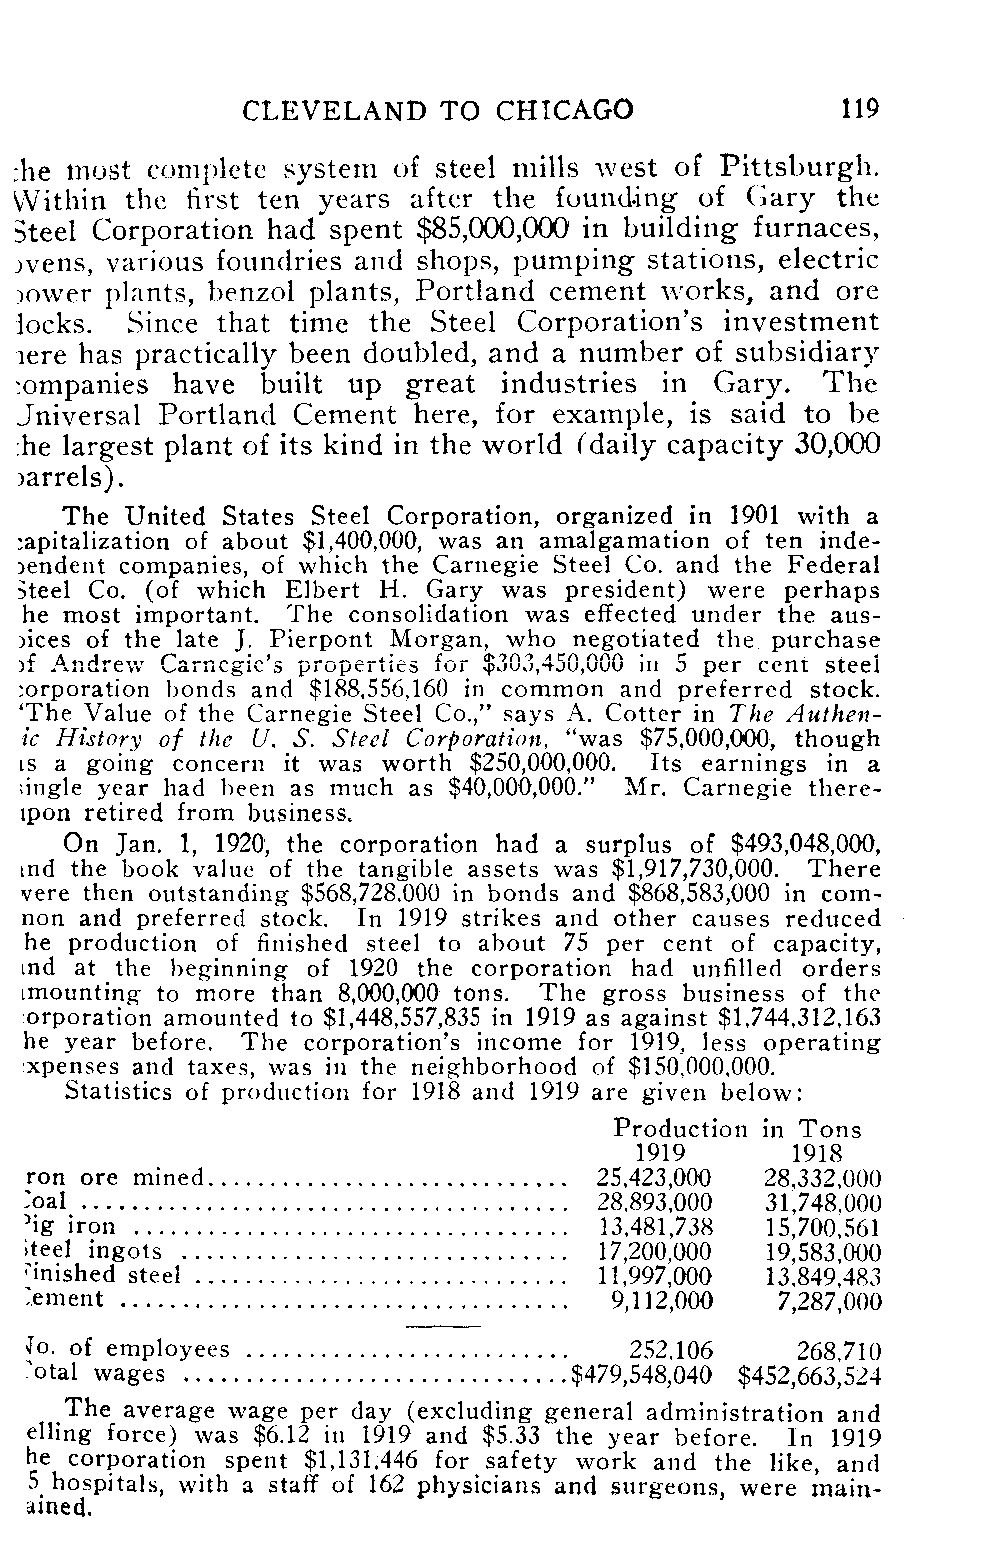 CLEVELAND TO CHICAGO 119
he most complete system of steel mills west of Pittsburgh.
Within the first ten years after the founding of Gary the
Steel Corporation had spent $85,000,000 in building furnaces,
ovens, various foundries and shops, pumping stations, electric
power plants, benzol plants, Portland cement works, and ore
locks. Since that time the Steel Corporation's investment
here has practically been doubled, and a number of subsidiary
companies have built up great industries in Gary. The
Universal Portland Cement here, for example, is said to be
the largest plant of its kind in the world (daily capacity 30,000
barrels).
The United States Steel Corporation, organized in 1901 with a
capitalization of about $1,400,000, was an amalgamation of ten inde-
pendent companies, of which the Carnegie Steel Co. and the Federal
Steel Co. (of which Elbert H. Gary was president) were perhaps
he most important. The consolidation was effected under the aus-
pices of the late J. Pierpont Morgan, who negotiated the purchase
of Andrew Carnegie's properties for $303,450,000 in 5 per cent steel
corporation bonds and $188,556,160 in common and preferred stock.
'The Value of the Carnegie Steel Co.," says A. Cotter in The Authen-
ic History of the U. S. Steel Corporation, "was $75,000,000, though
as a going concern it was worth $250,000,000. Its earnings in a
single year had been as much as $40,000,000." Mr. Carnegie there-
upon retired from business.
On Jan. 1, 1920, the corporation had a surplus of $493,048,000,
and the book value of the tangible assets was $1,917,730,000. There
were then outstanding $568,728,000 in bonds and $868,583,000 in com-
mon and preferred stock. In 1919 strikes and other causes reduced
he production of finished steel to about 75 per cent of capacity,
and at the beginning of 1920 the corporation had unfilled orders
amounting to more than 8,000,000 tons. The gross business of the
corporation amounted to $1,448,557,835 in 1919 as against $1,744,312,163
he year before. The corporation's income for 1919, less operating
expenses and taxes, was in the neighborhood of $150,000,000.
Statistics of production for 1918 and 1919 are given below:
Production in Tons
1919 1918
ron ore mined............................ 25,423,000 28,332,000
Coal ...................................... 28,893,000 31,748,000
Pig iron .................................. 13,481,738 15,700,561
Steel ingots .............................. 17,200,000 19,583,000
Finished steel ............................. 11,997,000 13,849,483
Cement ................................... 9,112,000 7,287,000
No. of employees .......................... 252,106 268,710
Total wages ...............................$479,548,040 $452,663,524
The average wage per day (excluding general administration and
elling force) was $6.12 in 1919 and $5.33 the year before. In 1919
he corporation spent $1,131,446 for safety work and the like, and
5 hospitals, with a staff of 162 physicians and surgeons, were main-
ained.